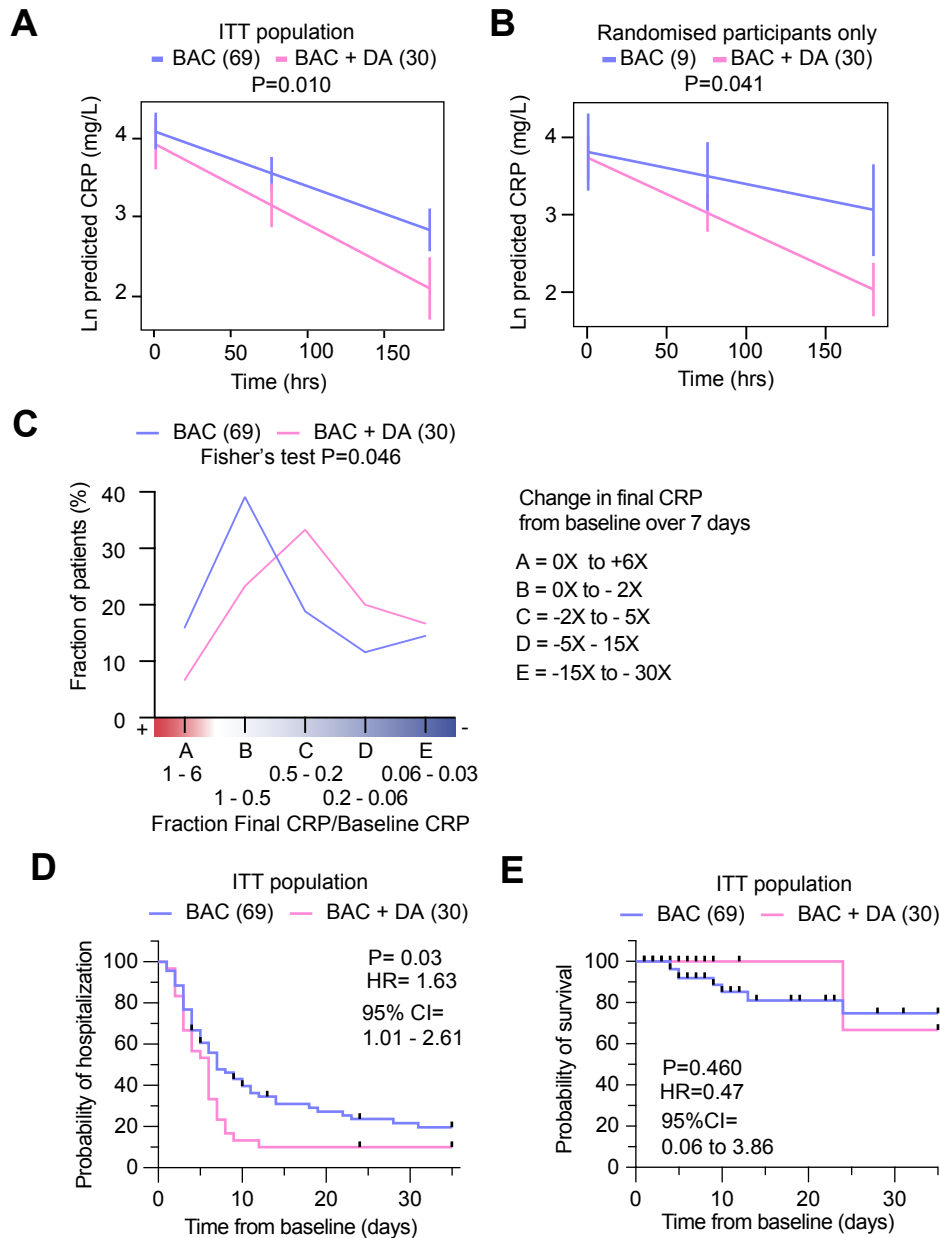 A
ITT population
BAC (69) BAC + DA (30)
P=0.010
Ln predicted CRP (mg/L)
4
3
2
0 50 100 150
Time (hrs)
B
Randomised participants only
BAC (9) BAC + DA (30)
P=0.041
Ln predicted CRP (mg/L)
4
3
2
0 50 100 150
Time (hrs)
C
BAC (69) BAC + DA (30)
Fisher's test P=0.046
Fraction of patients (%)
40
30
20
10
0
+ -
A B C D E
1 - 6 0.5 - 0.2 0.06 - 0.03
1 - 0.5 0.2 - 0.06
Fraction Final CRP/Baseline CRP
Change in final CRP
from baseline over 7 days
A = 0X to +6X
B = 0X to - 2X
C = -2X to - 5X
D = -5X - 15X
E = -15X to - 30X
D
ITT population
BAC (69) BAC + DA (30)
P= 0.03
HR= 1.63
95% CI=
1.01 - 2.61
Probability of hospitalization
100
80
60
40
20
0
0 10 20 30
Time from baseline (days)
E
ITT population
BAC (69) BAC + DA (30)
Probability of survival
100
80
60
40
20
0
P=0.460
HR=0.47
95%CI=
0.06 to 3.86
0 10 20 30
Time from baseline (days)